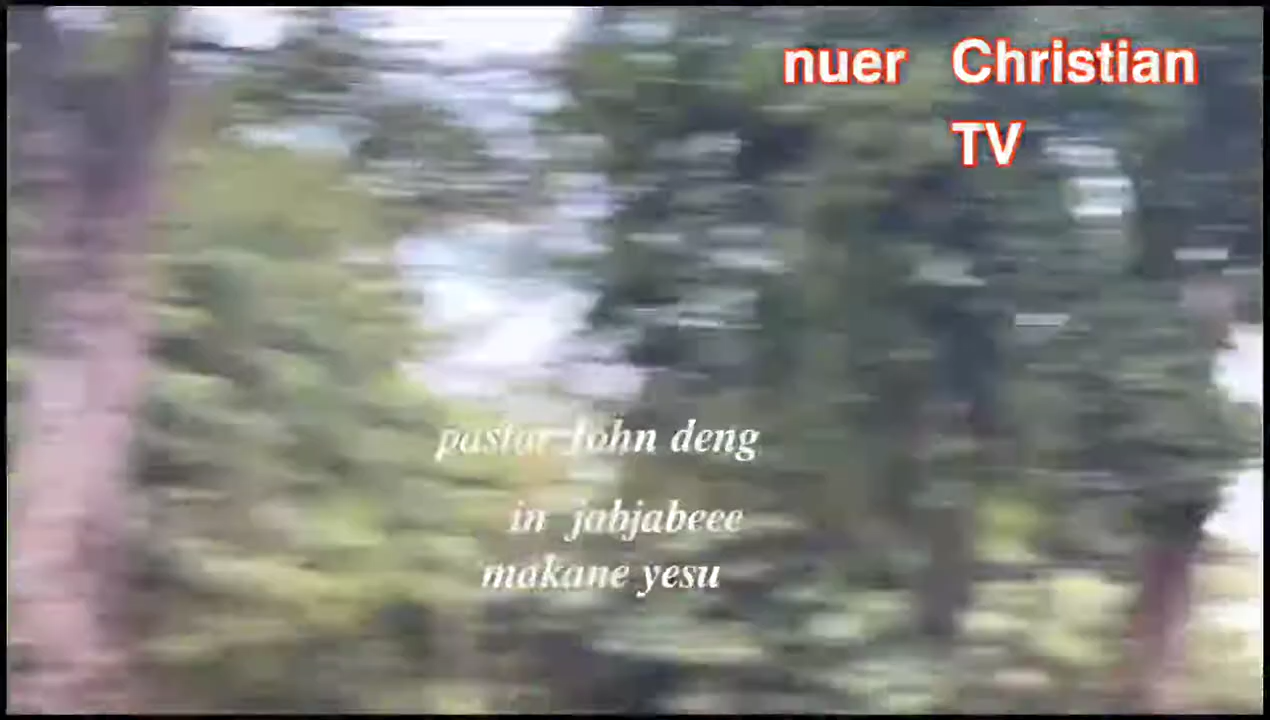 nuer Christian
TV
pastor John deng
in jabjabeee
makane yesu